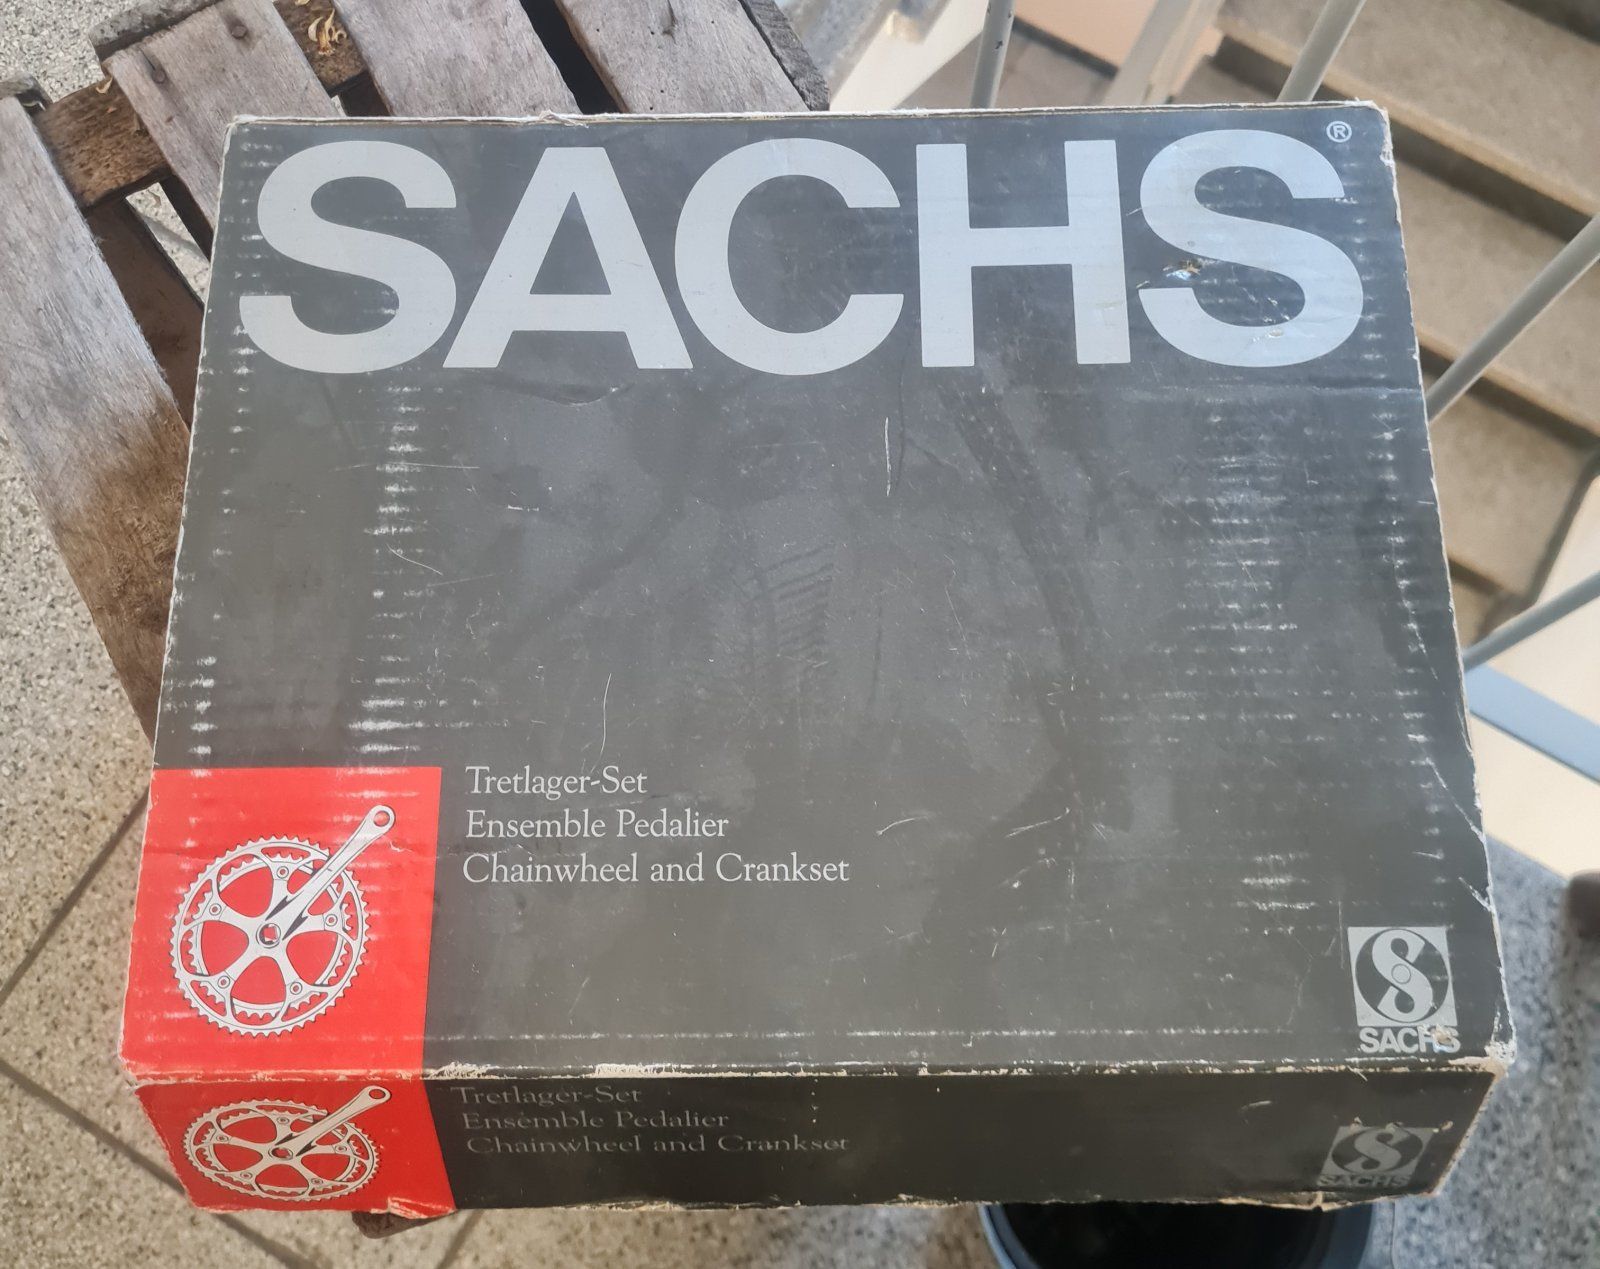 SACHS®
Tretlager-Set
Ensemble Pedalier
Chainwheel and Crankset
SACHS
Tretlager-Set
Ensemble Pedalier
Chainwheel and Crankset
SACHS